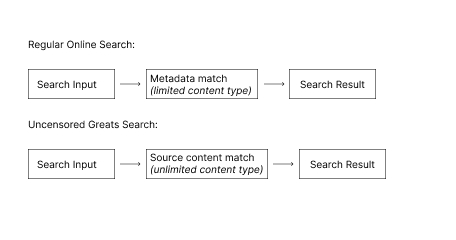 Regular Online Search:
Search Input
Metadata match
(limited content type)
Search Result
Uncensored Greats Search:
Search Input
Source content match
(unlimited content type)
Search Result